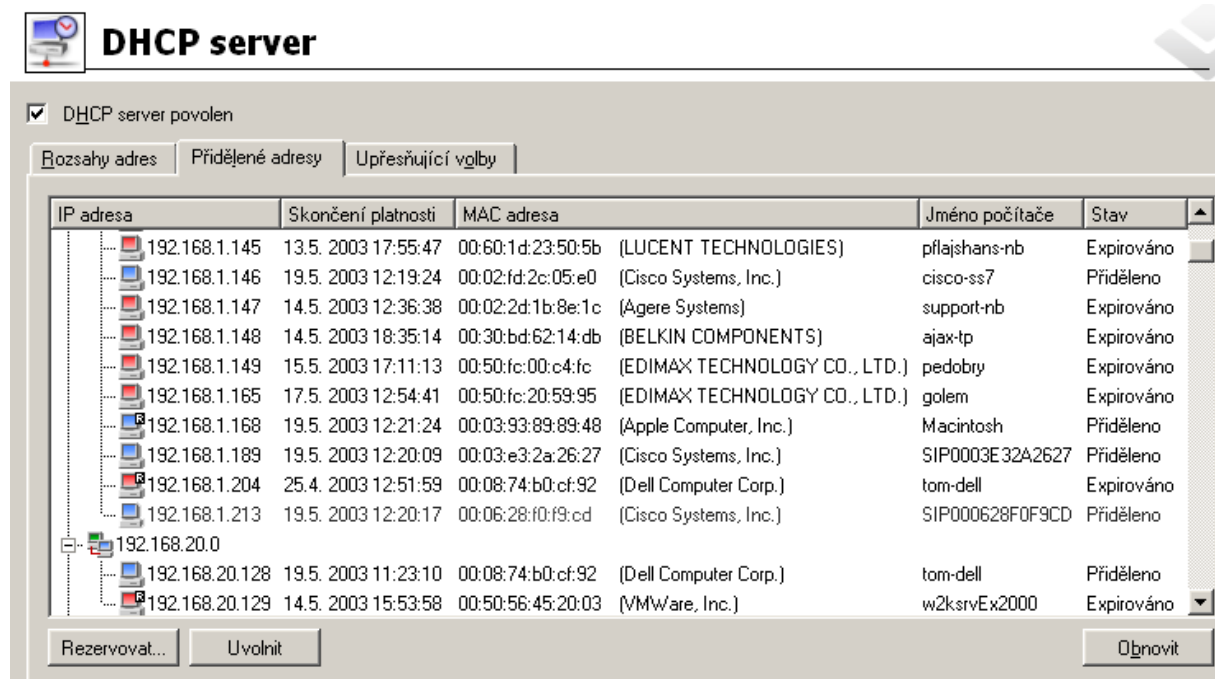 DHCP server
DHCP server povolen
Rozsahy adres Přidělené adresy Upřesňující volby
IP adresa Skončení platnosti MAC adresa Jméno počítače Stav
192.168.1.145 13.5. 2003 17:55:47 00:60:1d:23:50:5b (LUCENT TECHNOLOGIES) pflajshans-nb Expirováno
192.168.1.146 19.5. 2003 12:19:24 00:02:fd:2c:05:e0 (Cisco Systems, Inc.) cisco-ss7 Přiděleno
192.168.1.147 14.5. 2003 12:36:38 00:02:2d:1b:8e:1c (Agere Systems) support-nb Expirováno
192.168.1.148 14.5. 2003 18:35:14 00:30:bd:62:14:db (BELKIN COMPONENTS) ajax-tp Expirováno
192.168.1.149 15.5. 2003 17:11:13 00:50:fc:00:c4:fc (EDIMAX TECHNOLOGY CO., LTD.) pedobry Expirováno
192.168.1.165 17.5. 2003 12:54:41 00:50:fc:20:59:95 (EDIMAX TECHNOLOGY CO., LTD.) golem Expirováno
R 192.168.1.168 19.5. 2003 12:21:24 00:03:93:89:89:48 (Apple Computer, Inc.) Macintosh Přiděleno
192.168.1.189 19.5. 2003 12:20:09 00:03:e3:2a:26:27 (Cisco Systems, Inc.) SIP0003E32A2627 Přiděleno
R 192.168.1.204 25.4. 2003 12:51:59 00:08:74:b0:cf:92 (Dell Computer Corp.) tom-dell Expirováno
192.168.1.213 19.5. 2003 12:20:17 00:06:28:f0:f9:cd (Cisco Systems, Inc.) SIP000628F0F9CD Přiděleno
192.168.20.0
192.168.20.128 19.5. 2003 11:23:10 00:08:74:b0:cf:92 (Dell Computer Corp.) tom-dell Přiděleno
R 192.168.20.129 14.5. 2003 15:53:58 00:50:56:45:20:03 (VMWare, Inc.) w2ksrvEx2000 Expirováno
Rezervovat... Uvolnit Obnovit